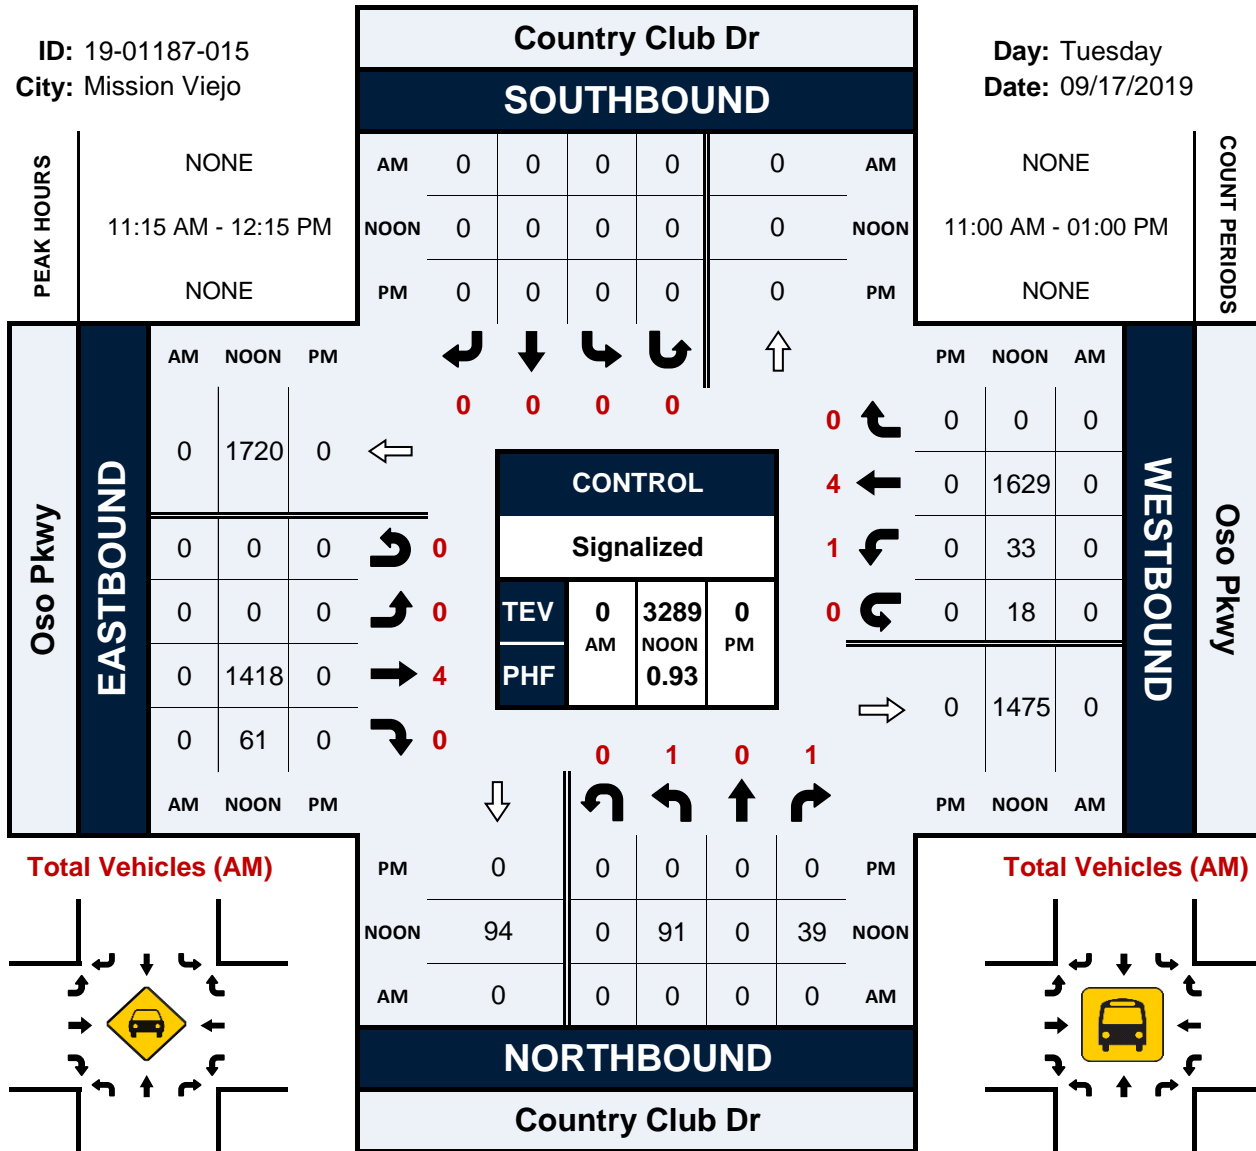 Country Club Dr
SOUTHBOUND
ID: 19-01187-015
City: Mission Viejo
Day: Tuesday
Date: 09/17/2019
PEAK HOURS
NONE
11:15 AM - 12:15 PM
NONE
AM 0 0 0 0 0 AM
NOON 0 0 0 0 0 NOON
PM 0 0 0 0 0 PM
NONE
11:00 AM - 01:00 PM
NONE
COUNT PERIODS
0 0 0 0
Oso Pkwy
EASTBOUND
AM NOON PM
0 1720 0
0 0 0 0
0 0 0 0
0 1418 0 4
0 61 0 0
AM NOON PM
CONTROL
Signalized
TEV 0 3289 0
AM NOON PM
PHF 0.93
PM NOON AM
0 0 0 0
4 0 1629 0
1 0 33 0
0 0 18 0
0 1475 0
PM NOON AM
WESTBOUND
Oso Pkwy
0 1 0 1
PM 0 0 0 0 0 PM
NOON 94 0 91 0 39 NOON
AM 0 0 0 0 0 AM
NORTHBOUND
Country Club Dr
Total Vehicles (AM)
Total Vehicles (AM)